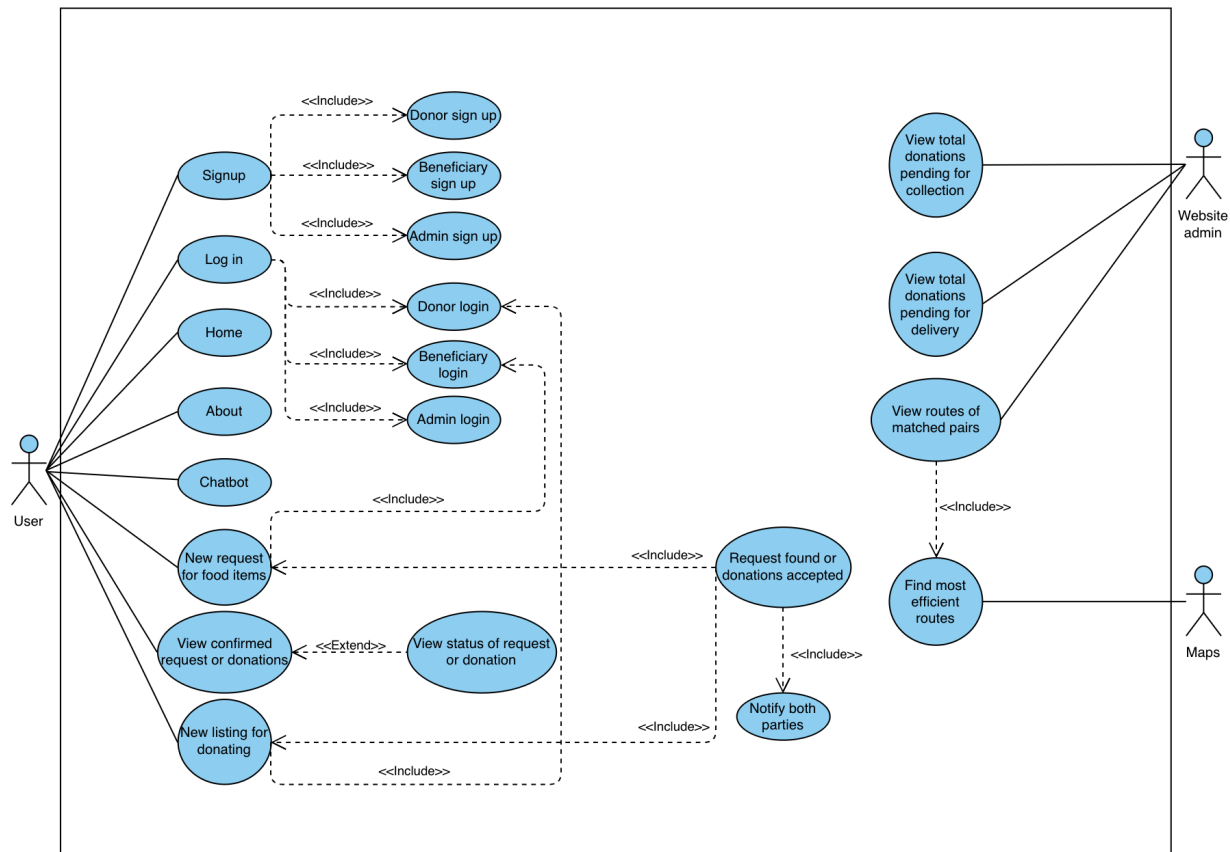 <<Include>>
Donor sign up
<<Include>>
Beneficiary
sign up
Signup
<<Include>>
Admin sign up
Log in
<<Include>>
Donor login
Home
<<Include>>
Beneficiary
login
About
<<Include>>
Admin login
Chatbot
User
<<Include>>
New request
for food items
<<Include>>
Request found or
donations accepted
View confirmed
request or donations
<<Extend>>
View status of request
or donation
<<Include>>
Notify both
parties
New listing for
donating
<<Include>>
<<Include>>
View total
donations
pending for
collection
Website
admin
View total
donations
pending for
delivery
View routes of
matched pairs
<<Include>>
Find most
efficient
routes
Maps